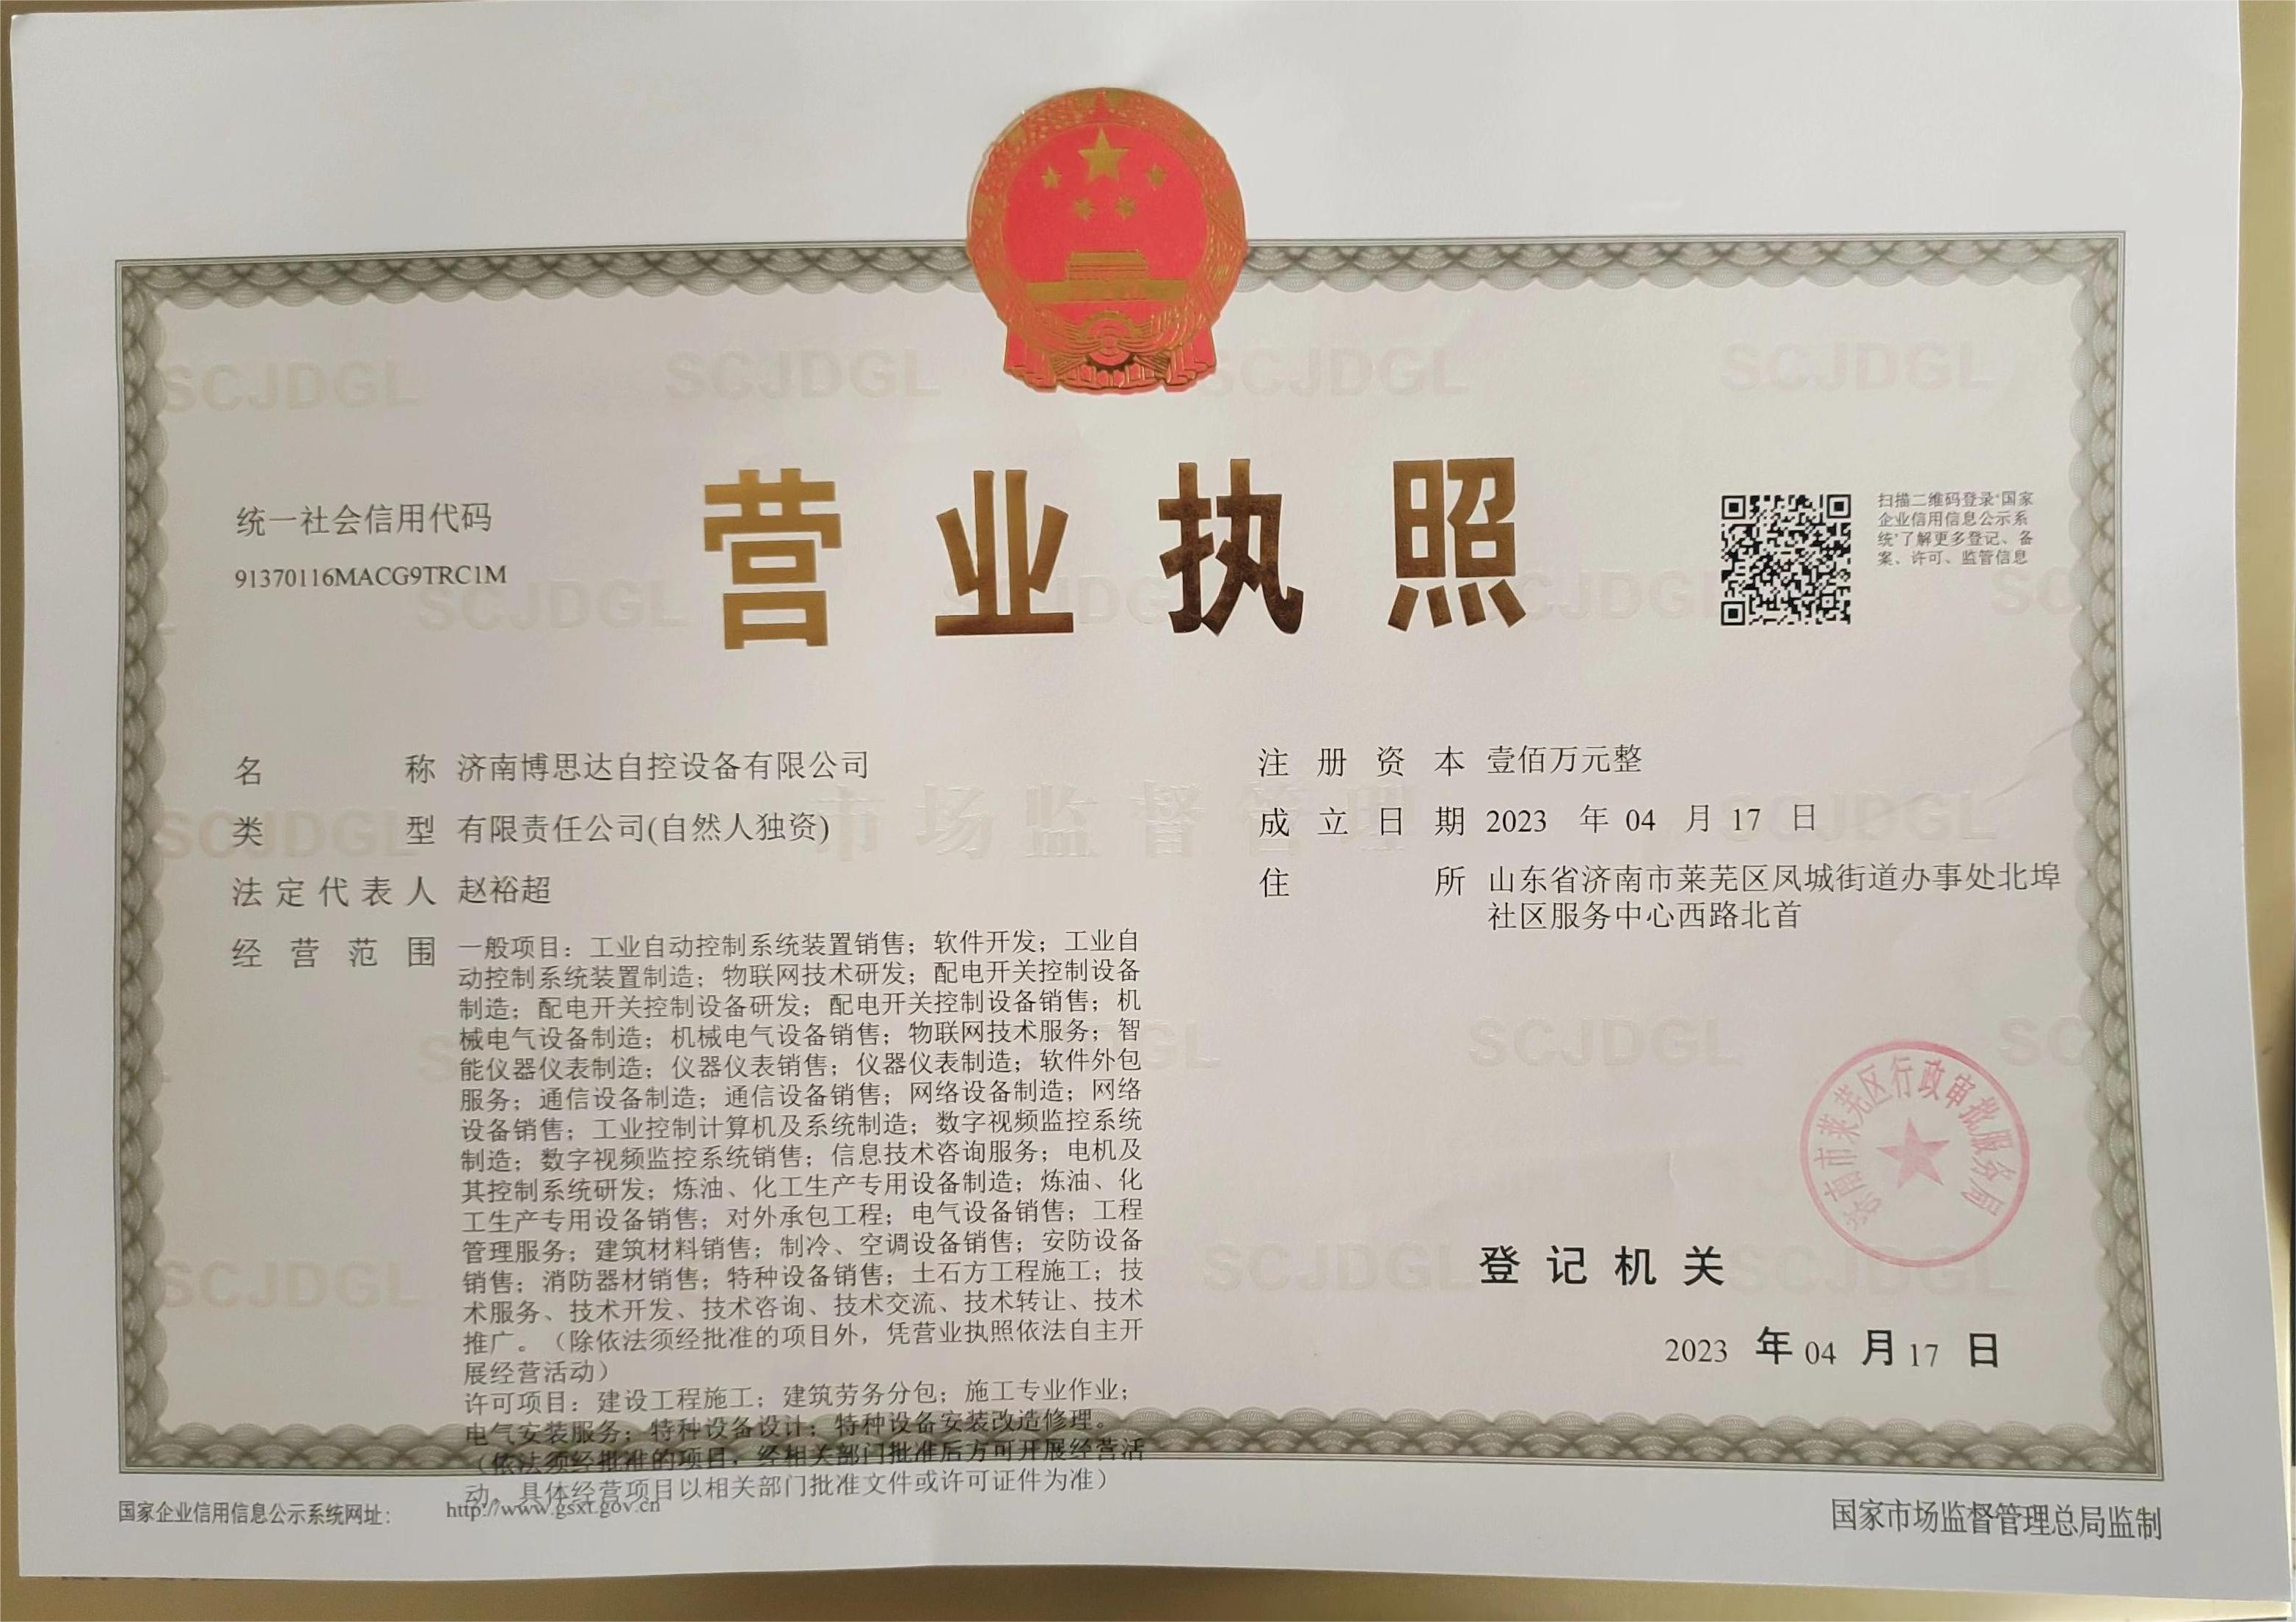 营业执照
统一社会信用代码
91370116MACG9TRC1M
扫描二维码登录‘国家
企业信用信息公示系
统’了解更多登记、备
案、许可、监管信息
名称 济南博思达自控设备有限公司
类型 有限责任公司(自然人独资)
法定代表人 赵裕超
经营范围 一般项目：工业自动控制系统装置销售；软件开发；工业自
动控制系统装置制造；物联网技术研发；配电开关控制设备
制造；配电开关控制设备研发；配电开关控制设备销售；机
械电气设备制造；机械电气设备销售；物联网技术服务；智
能仪器仪表制造；仪器仪表销售；仪器仪表制造；软件外包
服务；通信设备制造；通信设备销售；网络设备制造；网络
设备销售；工业控制计算机及系统制造；数字视频监控系统
制造；数字视频监控系统销售；信息技术咨询服务；电机及
其控制系统研发；炼油、化工生产专用设备制造；炼油、化
工生产专用设备销售；对外承包工程；电气设备销售；工程
管理服务；建筑材料销售；制冷、空调设备销售；安防设备
销售；消防器材销售；特种设备销售；土石方工程施工；技
术服务、技术开发、技术咨询、技术交流、技术转让、技术
推广。（除依法须经批准的项目外，凭营业执照依法自主开
展经营活动）
许可项目：建设工程施工；建筑劳务分包；施工专业作业；
电气安装服务；特种设备设计；特种设备安装改造修理。
（依法须经批准的项目，经相关部门批准后方可开展经营活
动，具体经营项目以相关部门批准文件或许可证件为准）
注册资本 壹佰万元整
成立日期 2023 年 04 月 17 日
住所 山东省济南市莱芜区凤城街道办事处北埠
社区服务中心西路北首
济南市莱芜区行政审批服务局
登记机关
2023 年 04 月 17 日
国家企业信用信息公示系统网址： http://www.gsxt.gov.cn
国家市场监督管理总局监制
SCJDGL
市场监督管理